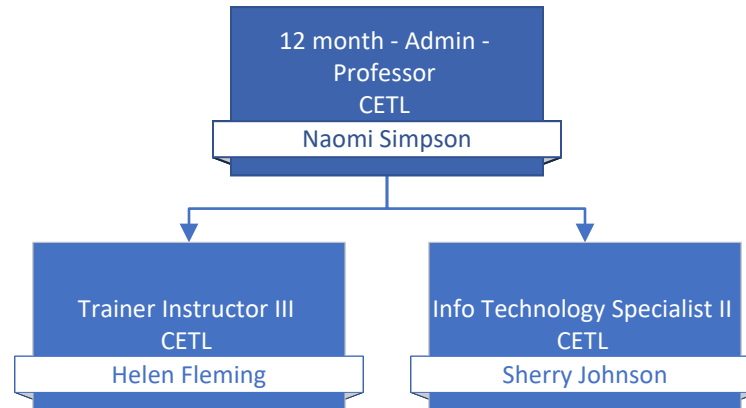 12 month - Admin -
Professor
CETL
Naomi Simpson
Trainer Instructor III
CETL
Helen Fleming
Info Technology Specialist II
CETL
Sherry Johnson